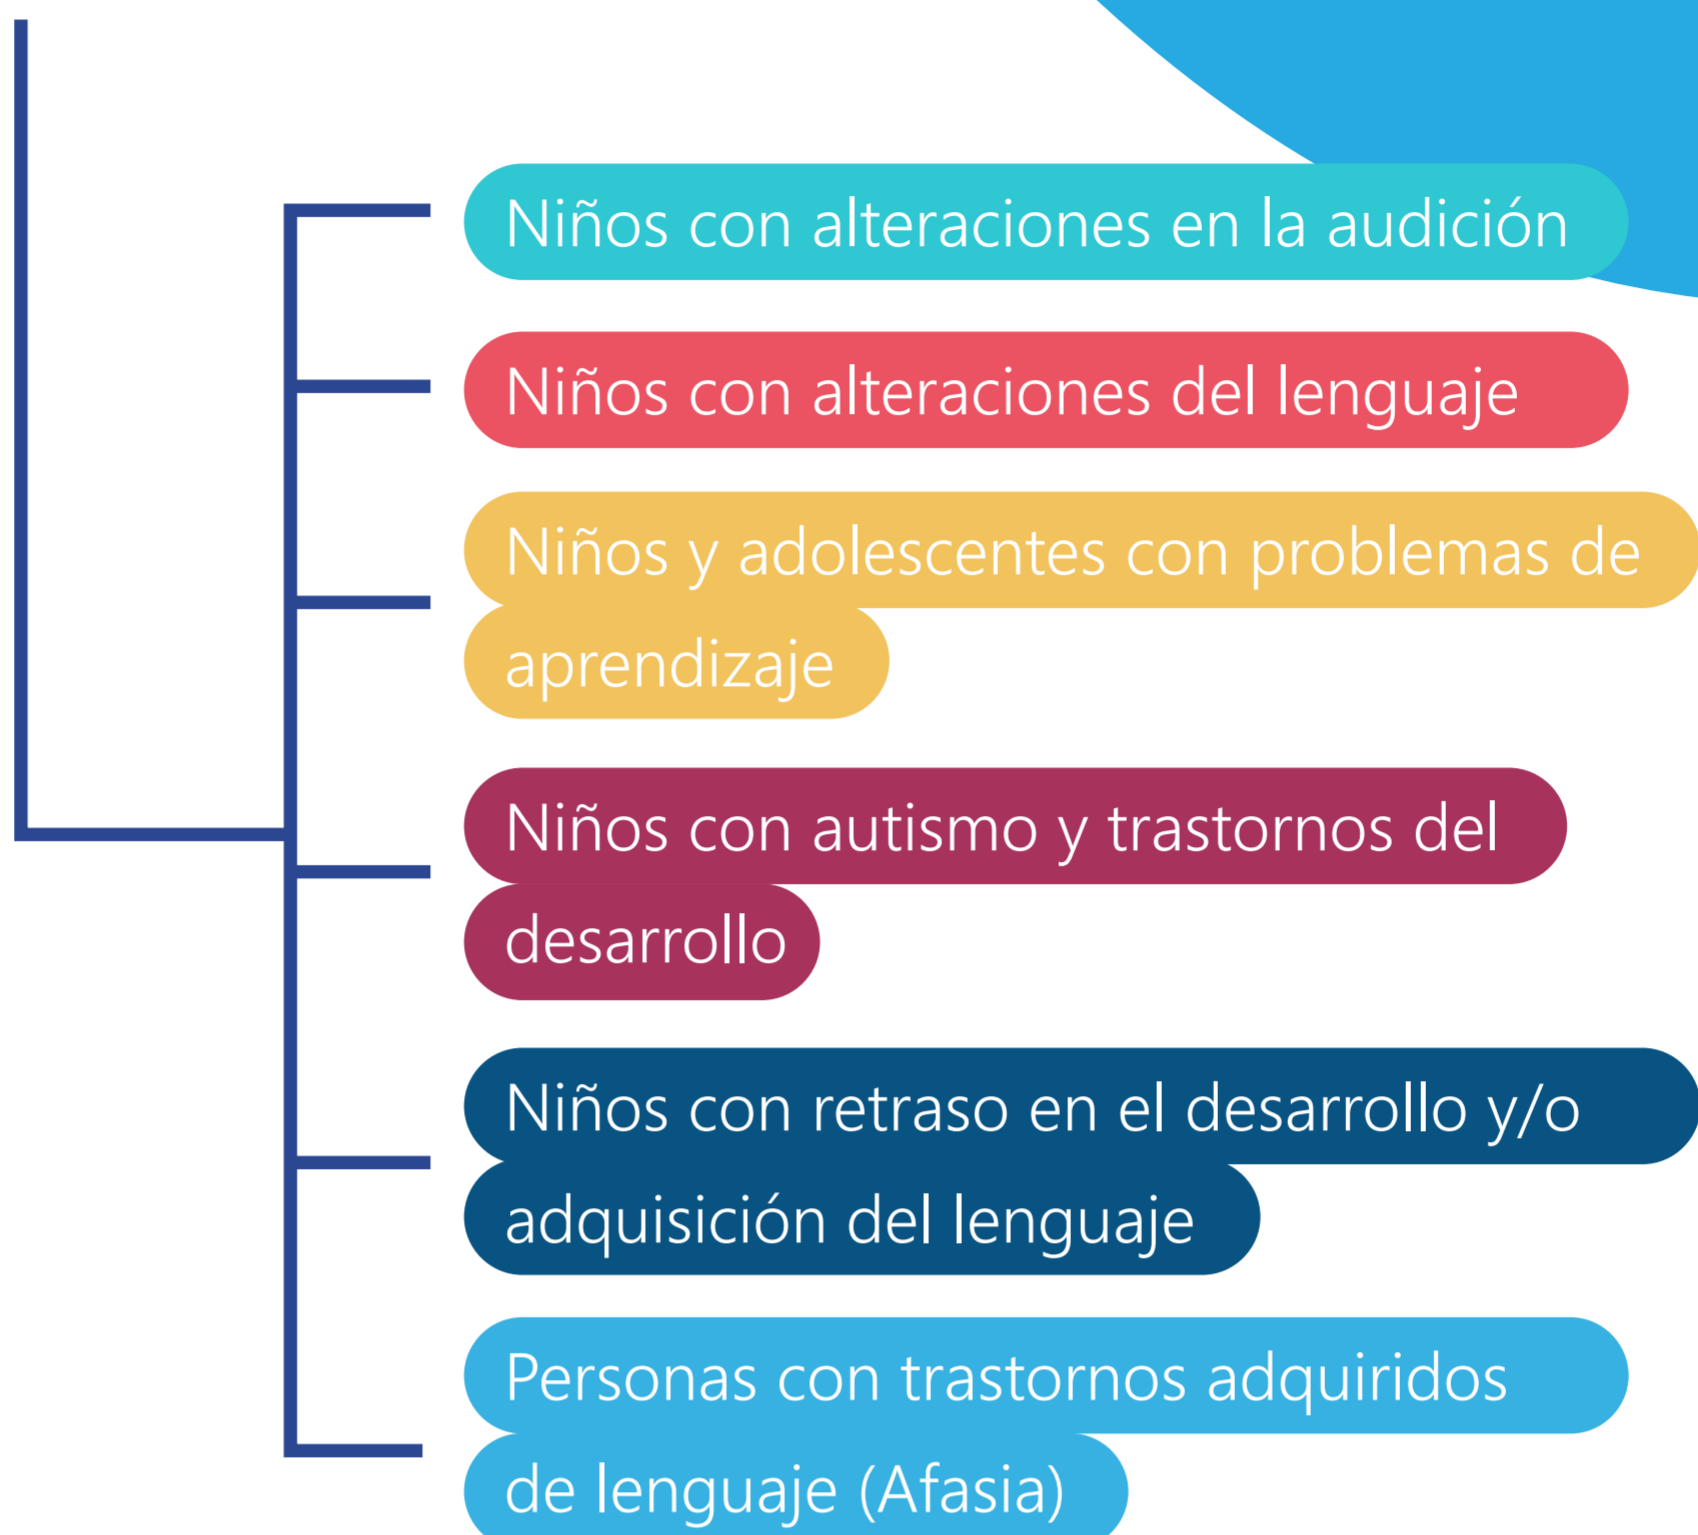 Niños con alteraciones en la audición
Niños con alteraciones del lenguaje
Niños y adolescentes con problemas de
aprendizaje
Niños con autismo y trastornos del
desarrollo
Niños con retraso en el desarrollo y/o
adquisición del lenguaje
Personas con trastornos adquiridos
de lenguaje (Afasia)